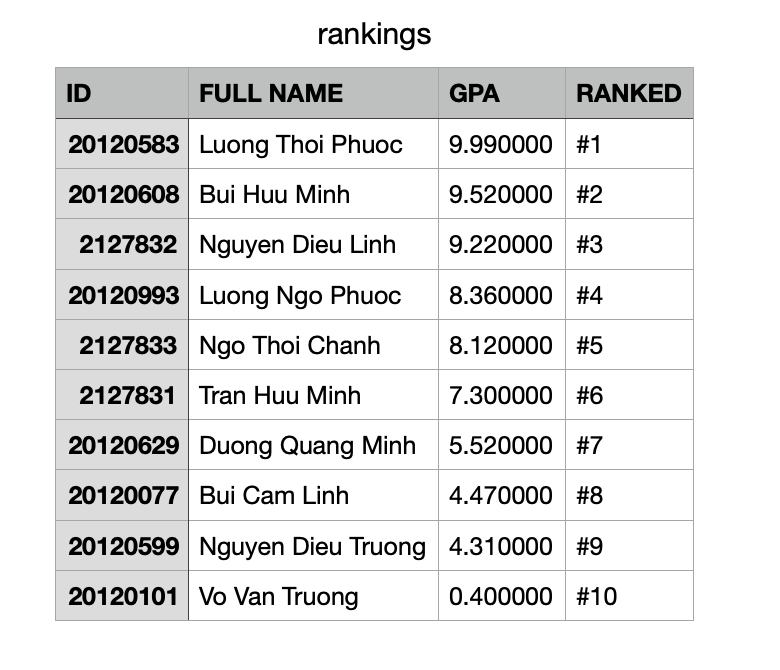 rankings
ID FULL NAME GPA RANKED
20120583 Luong Thoi Phuoc 9.990000 #1
20120608 Bui Huu Minh 9.520000 #2
2127832 Nguyen Dieu Linh 9.220000 #3
20120993 Luong Ngo Phuoc 8.360000 #4
2127833 Ngo Thoi Chanh 8.120000 #5
2127831 Tran Huu Minh 7.300000 #6
20120629 Duong Quang Minh 5.520000 #7
20120077 Bui Cam Linh 4.470000 #8
20120599 Nguyen Dieu Truong 4.310000 #9
20120101 Vo Van Truong 0.400000 #10